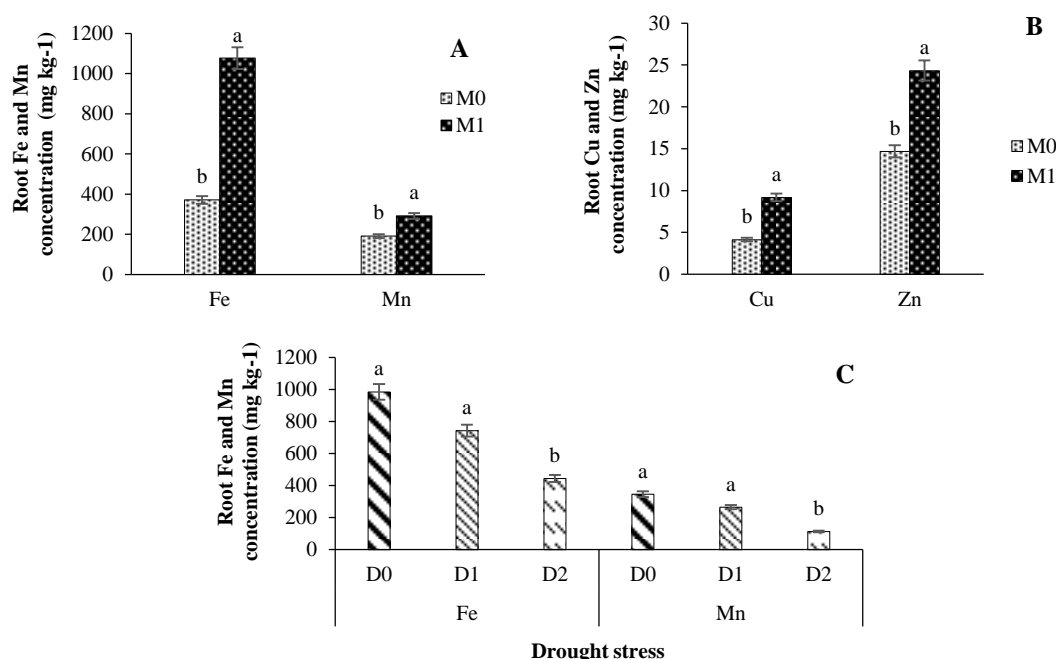 A
Root Fe and Mn
concentration (mg kg-1)
1200
1000
800
600
400
200
0
b
a
b
a
Fe
Mn
M0
M1
B
Root Cu and Zn
concentration (mg kg-1)
30
25
20
15
10
5
0
b
a
b
a
Cu
Zn
M0
M1
C
Root Fe and Mn
concentration (mg kg-1)
1200
1000
800
600
400
200
0
a
a
b
a
a
b
D0
D1
D2
D0
D1
D2
Fe
Mn
Drought stress